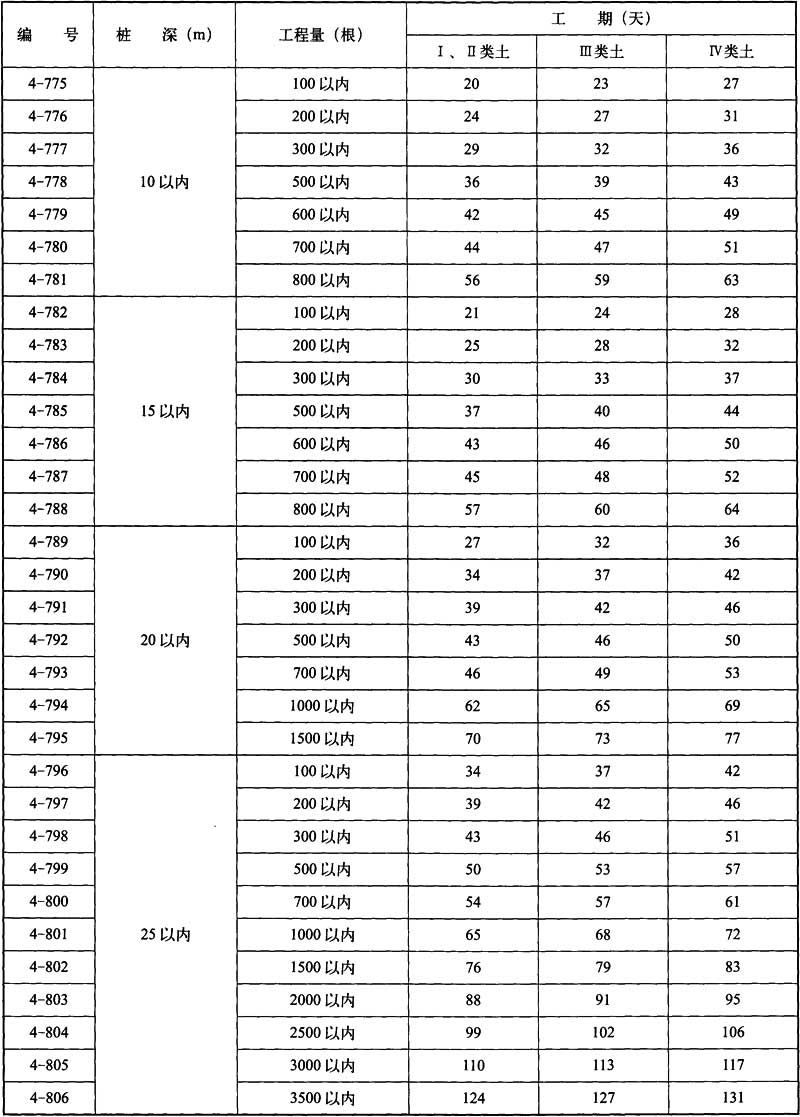 编 号 桩 深（m） 工程量（根） 工 期（天）
Ⅰ、Ⅱ类土 Ⅲ类土 Ⅳ类土
4-775 100以内 20 23 27
4-776 200以内 24 27 31
4-777 300以内 29 32 36
4-778 10以内 500以内 36 39 43
4-779 600以内 42 45 49
4-780 700以内 44 47 51
4-781 800以内 56 59 63
4-782 100以内 21 24 28
4-783 200以内 25 28 32
4-784 300以内 30 33 37
4-785 15以内 500以内 37 40 44
4-786 600以内 43 46 50
4-787 700以内 45 48 52
4-788 800以内 57 60 64
4-789 100以内 27 32 36
4-790 200以内 34 37 42
4-791 300以内 39 42 46
4-792 20以内 500以内 43 46 50
4-793 700以内 46 49 53
4-794 1000以内 62 65 69
4-795 1500以内 70 73 77
4-796 100以内 34 37 42
4-797 200以内 39 42 46
4-798 300以内 43 46 51
4-799 500以内 50 53 57
4-800 700以内 54 57 61
4-801 25以内 1000以内 65 68 72
4-802 1500以内 76 79 83
4-803 2000以内 88 91 95
4-804 2500以内 99 102 106
4-805 3000以内 110 113 117
4-806 3500以内 124 127 131